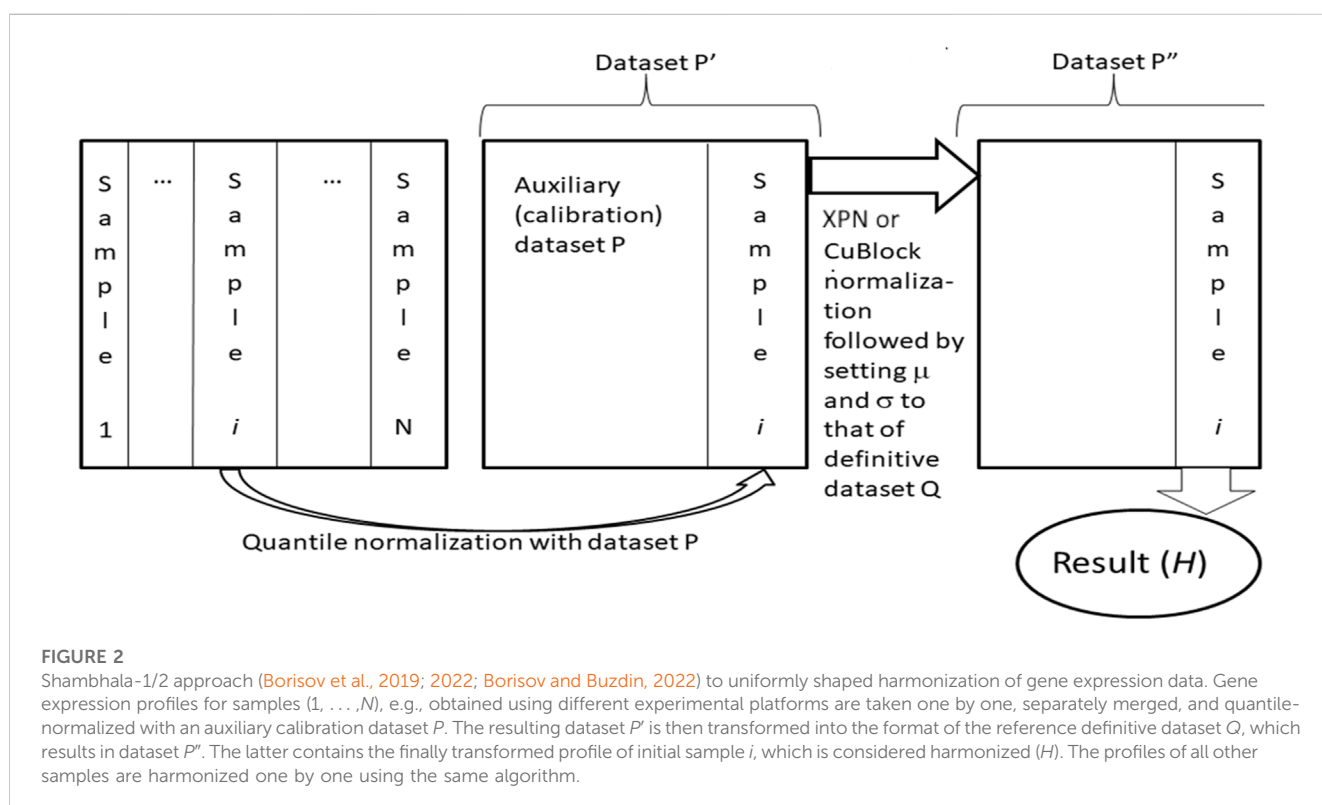 Dataset P′
Dataset P″
Sample 1
...
Sample i
...
Sample N
Auxiliary
(calibration)
dataset P
Sample i
XPN or
CuBlock
normaliza-
tion
followed by
setting μ
and σ to
that of
definitive
dataset Q
Sample i
Quantile normalization with dataset P
Result (H)
FIGURE 2
Shambhala-1/2 approach (Borisov et al., 2019; 2022; Borisov and Buzdin, 2022) to uniformly shaped harmonization of gene expression data. Gene
expression profiles for samples (1, . . . ,N), e.g., obtained using different experimental platforms are taken one by one, separately merged, and quantile-
normalized with an auxiliary calibration dataset P. The resulting dataset P′ is then transformed into the format of the reference definitive dataset Q, which
results in dataset P″. The latter contains the finally transformed profile of initial sample i, which is considered harmonized (H). The profiles of all other
samples are harmonized one by one using the same algorithm.